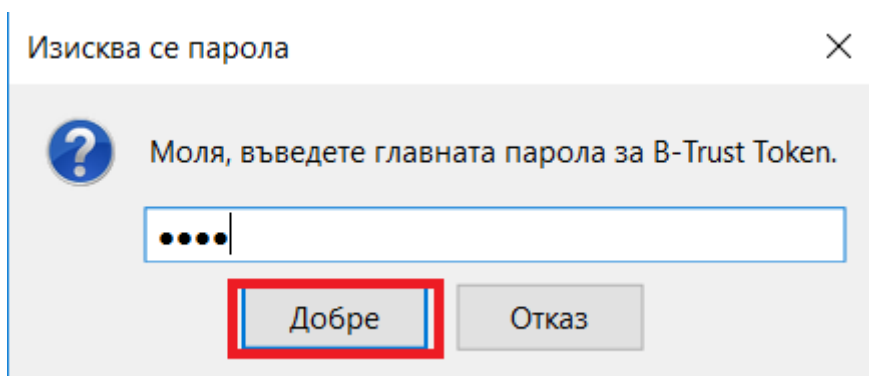 Изисква се парола
Моля, въведете главната парола за B-Trust Token.
••••
Добре
Отказ